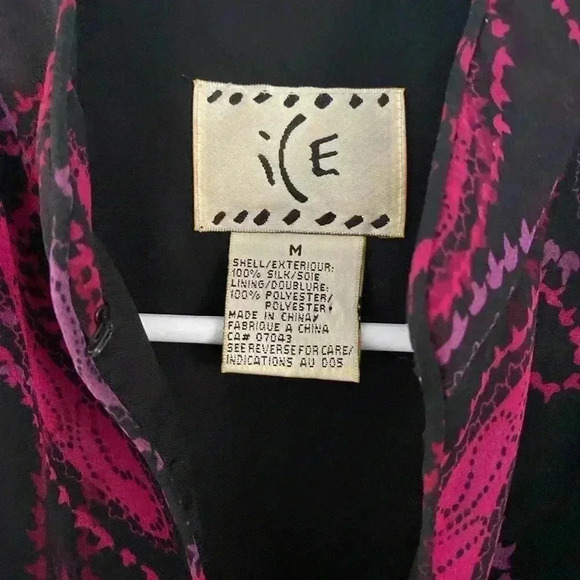 iCE
M
SHELL/EXTERIOUR:
100% SILK/SOIE
LINING/DOUBLURE:
100% POLYESTER/
POLYESTER/
MADE IN CHINA/
FABRIQUE A CHINA
CA# 07043
SEE REVERSE FOR CARE/
INDICATIONS AU DOS